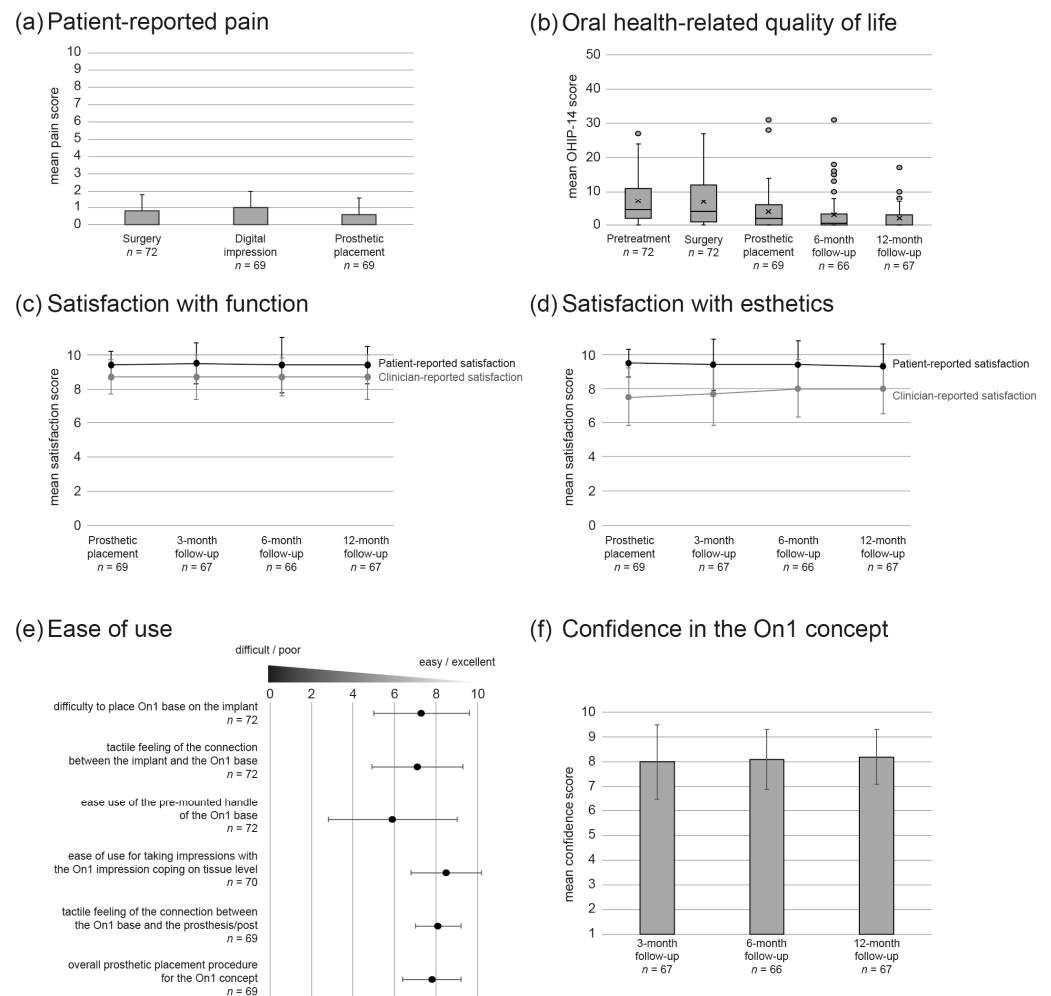 (a) Patient-reported pain
mean pain score
10
9
8
7
6
5
4
3
2
1
0
Surgery
n = 72
Digital
impression
n = 69
Prosthetic
placement
n = 69
(b) Oral health-related quality of life
mean OHIP-14 score
50
40
30
20
10
0
Pretreatment
n = 72
Surgery
n = 72
Prosthetic
placement
n = 69
6-month
follow-up
n = 66
12-month
follow-up
n = 67
(c) Satisfaction with function
mean satisfaction score
10
8
6
4
2
0
Patient-reported satisfaction
Clinician-reported satisfaction
Prosthetic
placement
n = 69
3-month
follow-up
n = 67
6-month
follow-up
n = 66
12-month
follow-up
n = 67
(d) Satisfaction with esthetics
mean satisfaction score
10
8
6
4
2
0
Patient-reported satisfaction
Clinician-reported satisfaction
Prosthetic
placement
n = 69
3-month
follow-up
n = 67
6-month
follow-up
n = 66
12-month
follow-up
n = 67
(e) Ease of use
difficult / poor
easy / excellent
0 2 4 6 8 10
difficulty to place On1 base on the implant
n = 72
tactile feeling of the connection
between the implant and the On1 base
n = 72
ease use of the pre-mounted handle
of the On1 base
n = 72
ease of use for taking impressions with
the On1 impression coping on tissue level
n = 70
tactile feeling of the connection between
the On1 base and the prosthesis/post
n = 69
overall prosthetic placement procedure
for the On1 concept
n = 69
(f) Confidence in the On1 concept
mean confidence score
10
9
8
7
6
5
4
3
2
1
3-month
follow-up
n = 67
6-month
follow-up
n = 66
12-month
follow-up
n = 67